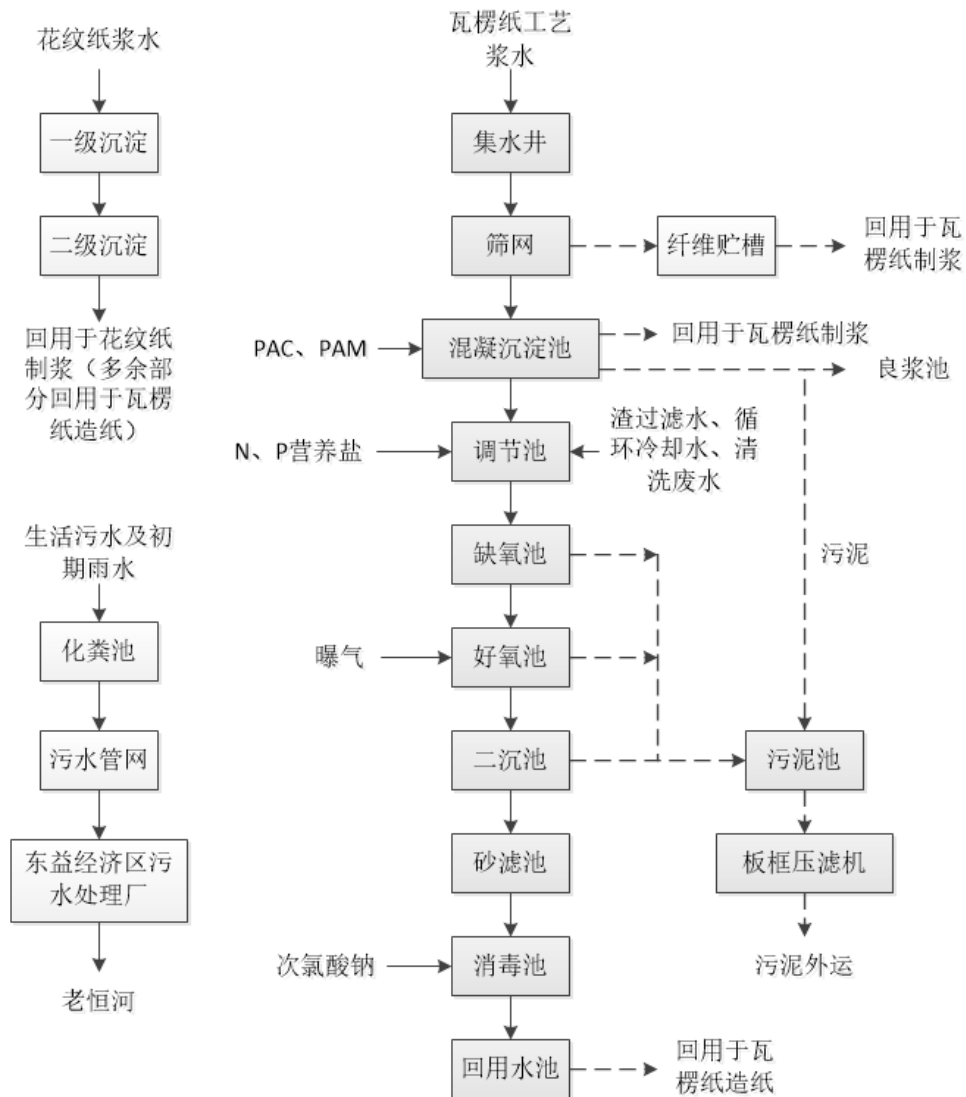 花纹纸浆水
一级沉淀
二级沉淀
回用于花纹纸
制浆（多余部
分回用于瓦楞
纸造纸）
生活污水及初
期雨水
化粪池
污水管网
东益经济区污
水处理厂
老恒河
瓦楞纸工艺
浆水
集水井
筛网
纤维贮槽
回用于瓦
楞纸制浆
PAC、PAM
混凝沉淀池
回用于瓦楞纸制浆
良浆池
N、P营养盐
调节池
渣过滤水、循
环冷却水、清
洗废水
缺氧池
污泥
曝气
好氧池
二沉池
污泥池
砂滤池
板框压滤机
次氯酸钠
消毒池
污泥外运
回用水池
回用于瓦
楞纸造纸